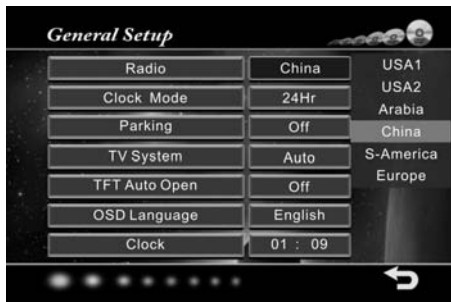 General Setup
Radio China
Clock Mode 24Hr
Parking Off
TV System Auto
TFT Auto Open Off
OSD Language English
Clock 01 : 09
USA1
USA2
Arabia
China
S-America
Europe